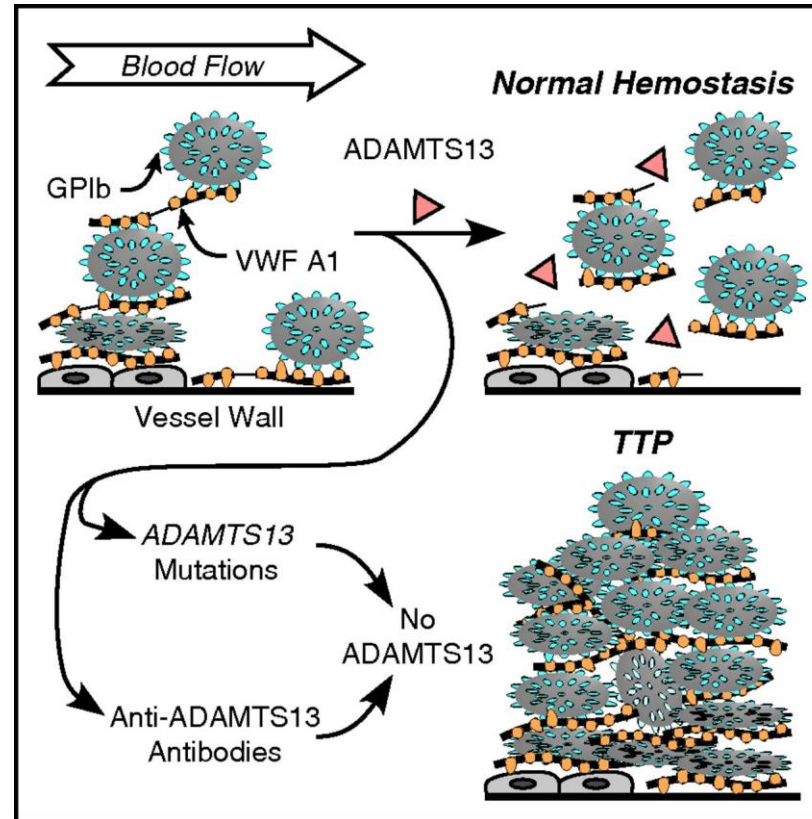 Blood Flow
Normal Hemostasis
ADAMTS13
GPIb
VWF A1
Vessel Wall
TTP
ADAMTS13
Mutations
No
ADAMTS13
Anti-ADAMTS13
Antibodies